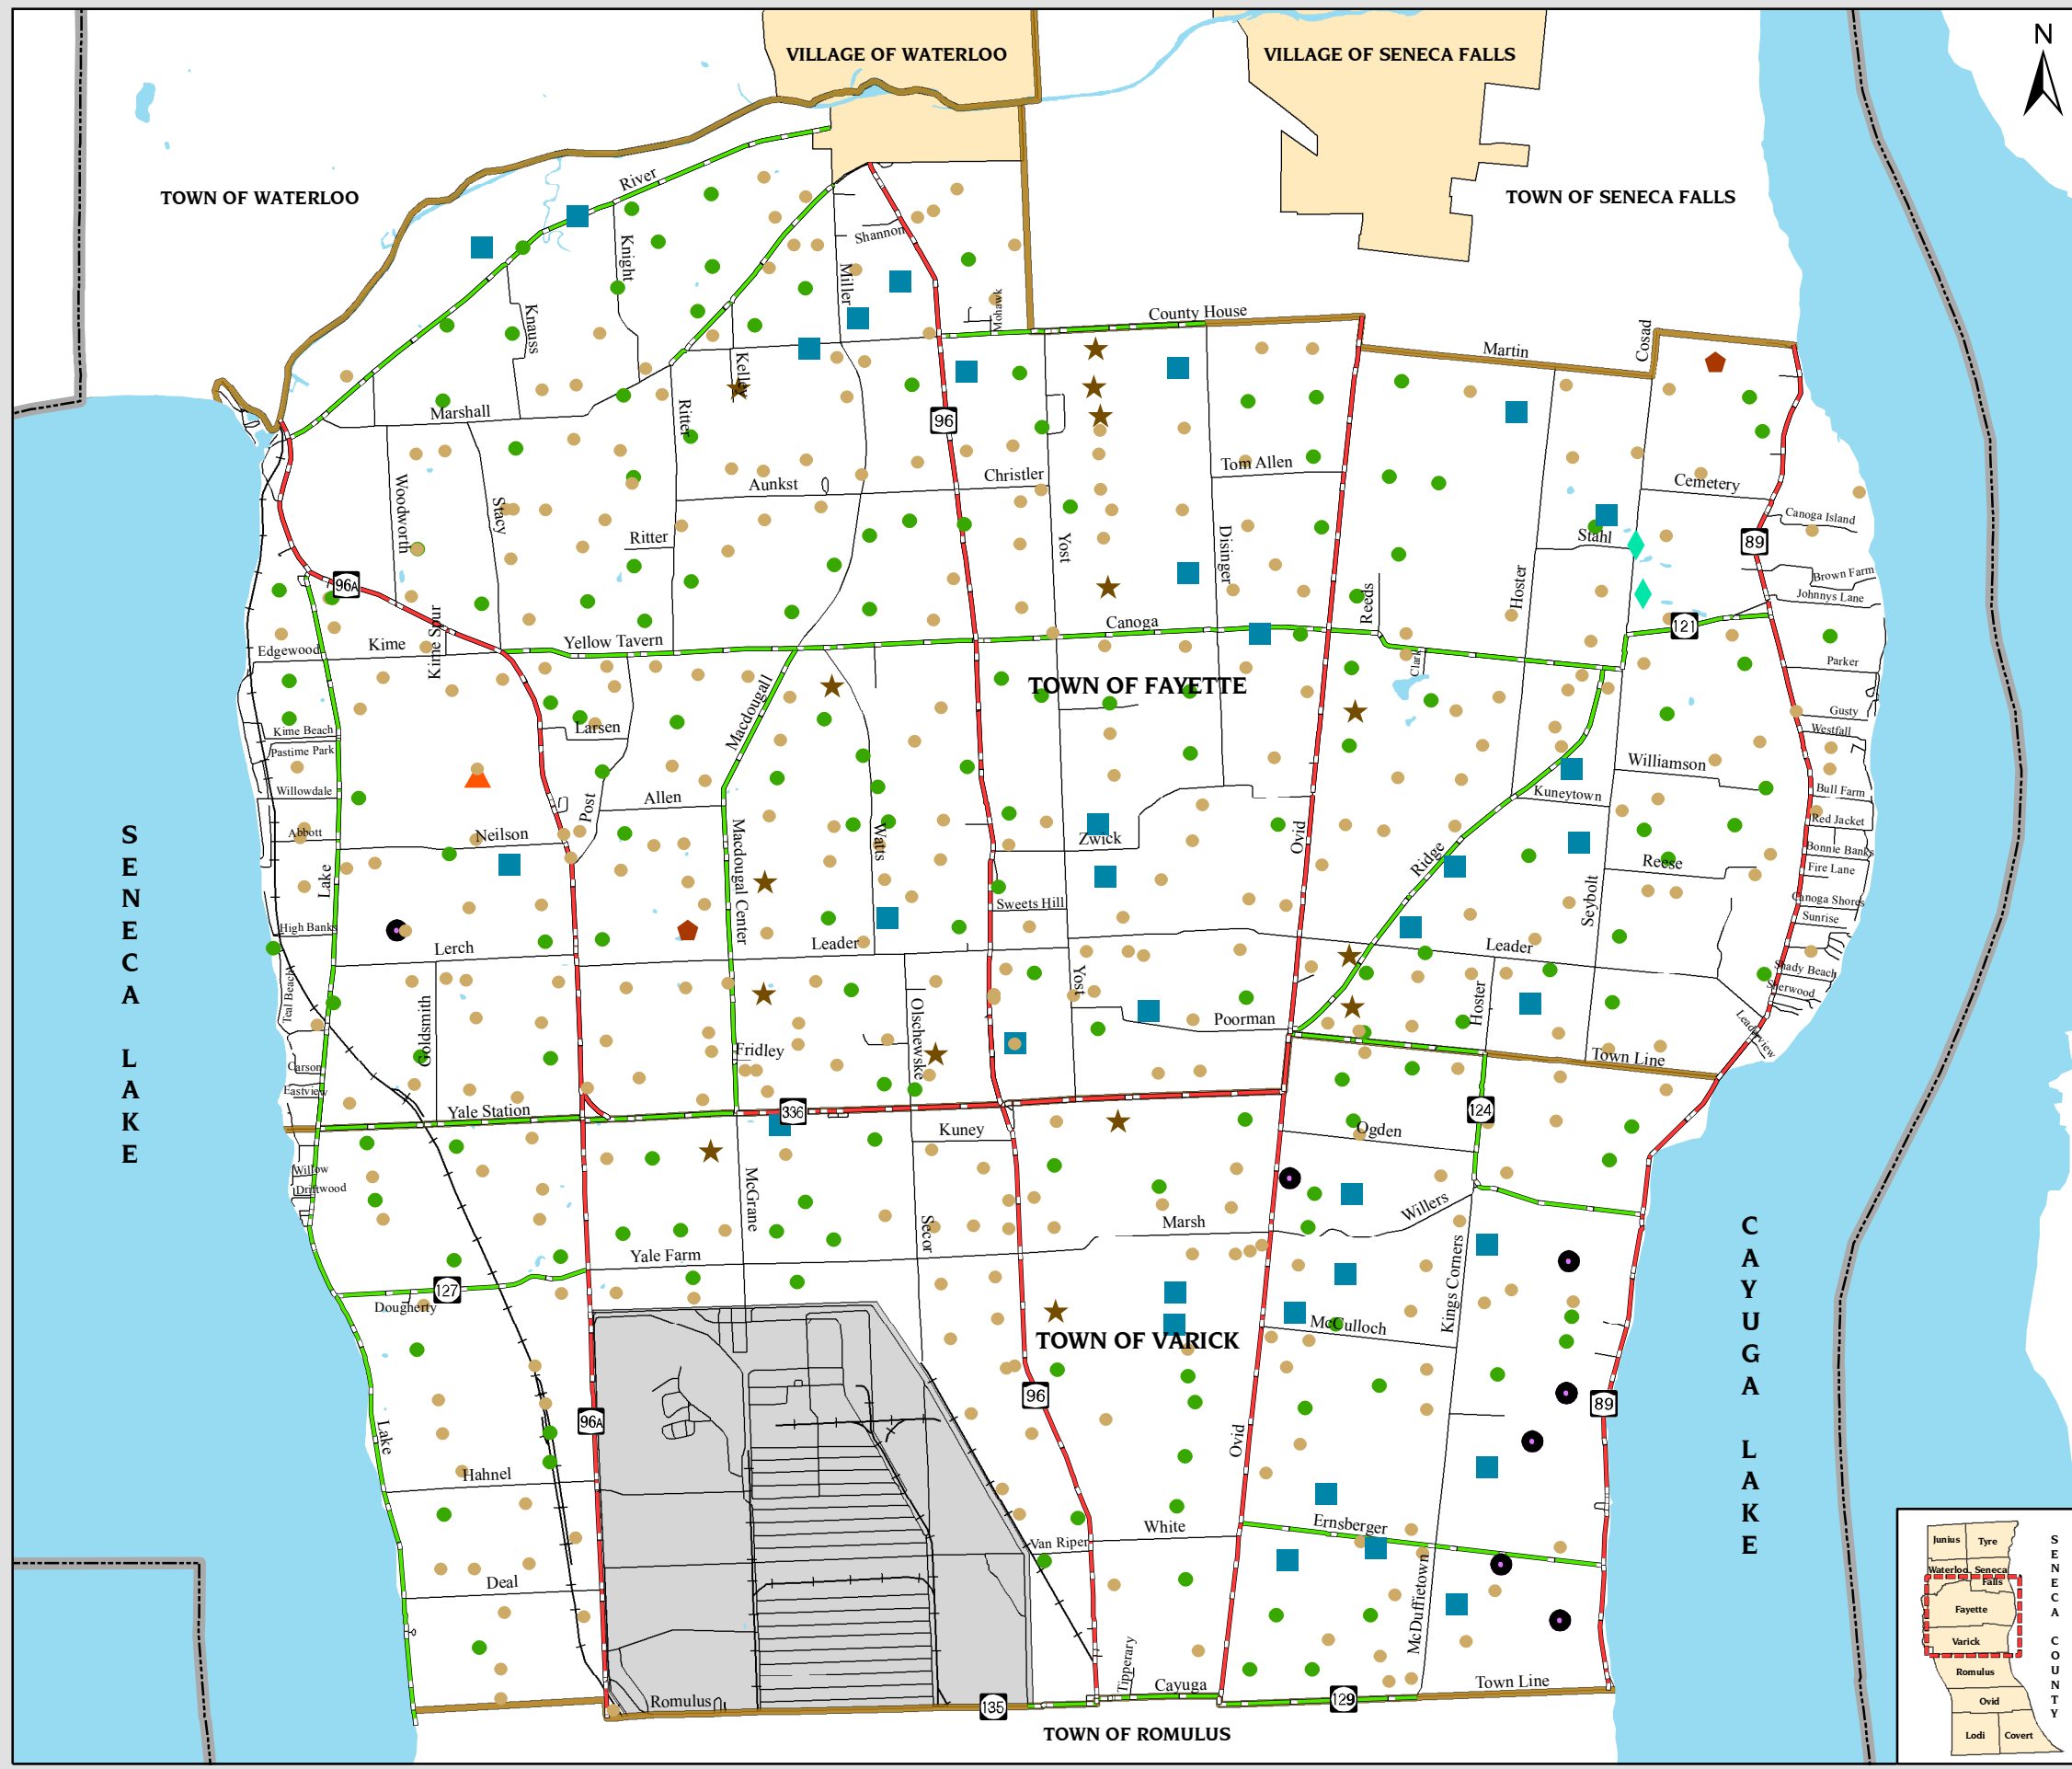 VILLAGE OF WATERLOO
VILLAGE OF SENECA FALLS
N
TOWN OF WATERLOO
TOWN OF SENECA FALLS
River
Knight
Shannon
Miller
Mohawk
Knauss
County House
Cosad
Martin
Kelley
Marshall
Ritter
96
Woodworth
Stacy
Aunkst
Christler
Tom Allen
Cemetery
Canoga Island
Ritter
Yost
Disinger
Stahl
89
96A
Reeds
Hoster
Brown Farm
Johnnys Lane
Kime Spur
Edgewood
Kime
Yellow Tavern
Canoga
121
Clark
Parker
TOWN OF FAYETTE
Macdougall
Larsen
Kime Beach
Pastime Park
Gusty
Westfall
Williamson
Willowdale
Post
Allen
Kuneytown
Bull Farm
Abbott
Neilson
Macdougal Center
Watts
Zwick
Ovid
Red Jacket
Bonnie Banks
Ridge
Reese
Fire Lane
Lake
Sweets Hill
Seybolt
Canoga Shores
Sunrise
High Banks
Lerch
Leader
Leader
Teal Beach
Goldsmith
Olschewske
Yost
Hoster
Shady Beach
Sherwood
Poorman
Leaderview
Fridley
Town Line
Carson
Eastview
Yale Station
336
124
Kuney
Ogden
Willow
Driftwood
McGrane
Secor
Marsh
Willers
Yale Farm
127
Dougherty
Kings Corners
McCulloch
TOWN OF VARICK
96
89
96A
Lake
Ovid
Hahnel
White
Ernsberger
Van Riper
Deal
McDuffietown
Tipperary
Romulus
135
Cayuga
129
Town Line
TOWN OF ROMULUS
SENECA LAKE
CAYUGA LAKE
Junius
Tyre
Waterloo
Seneca Falls
Fayette
Varick
Romulus
Ovid
Lodi
Covert
SENECA COUNTY